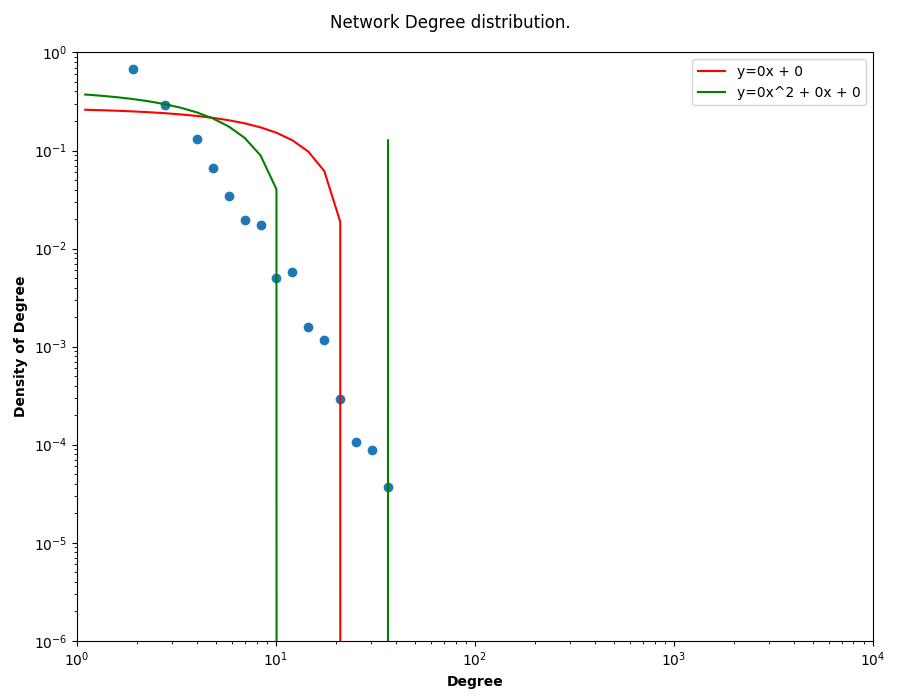 Network Degree distribution.
y=0x + 0
y=0x^2 + 0x + 0
Density of Degree
10^0
10^-1
10^-2
10^-3
10^-4
10^-5
10^-6
10^0 10^1 10^2 10^3 10^4
Degree